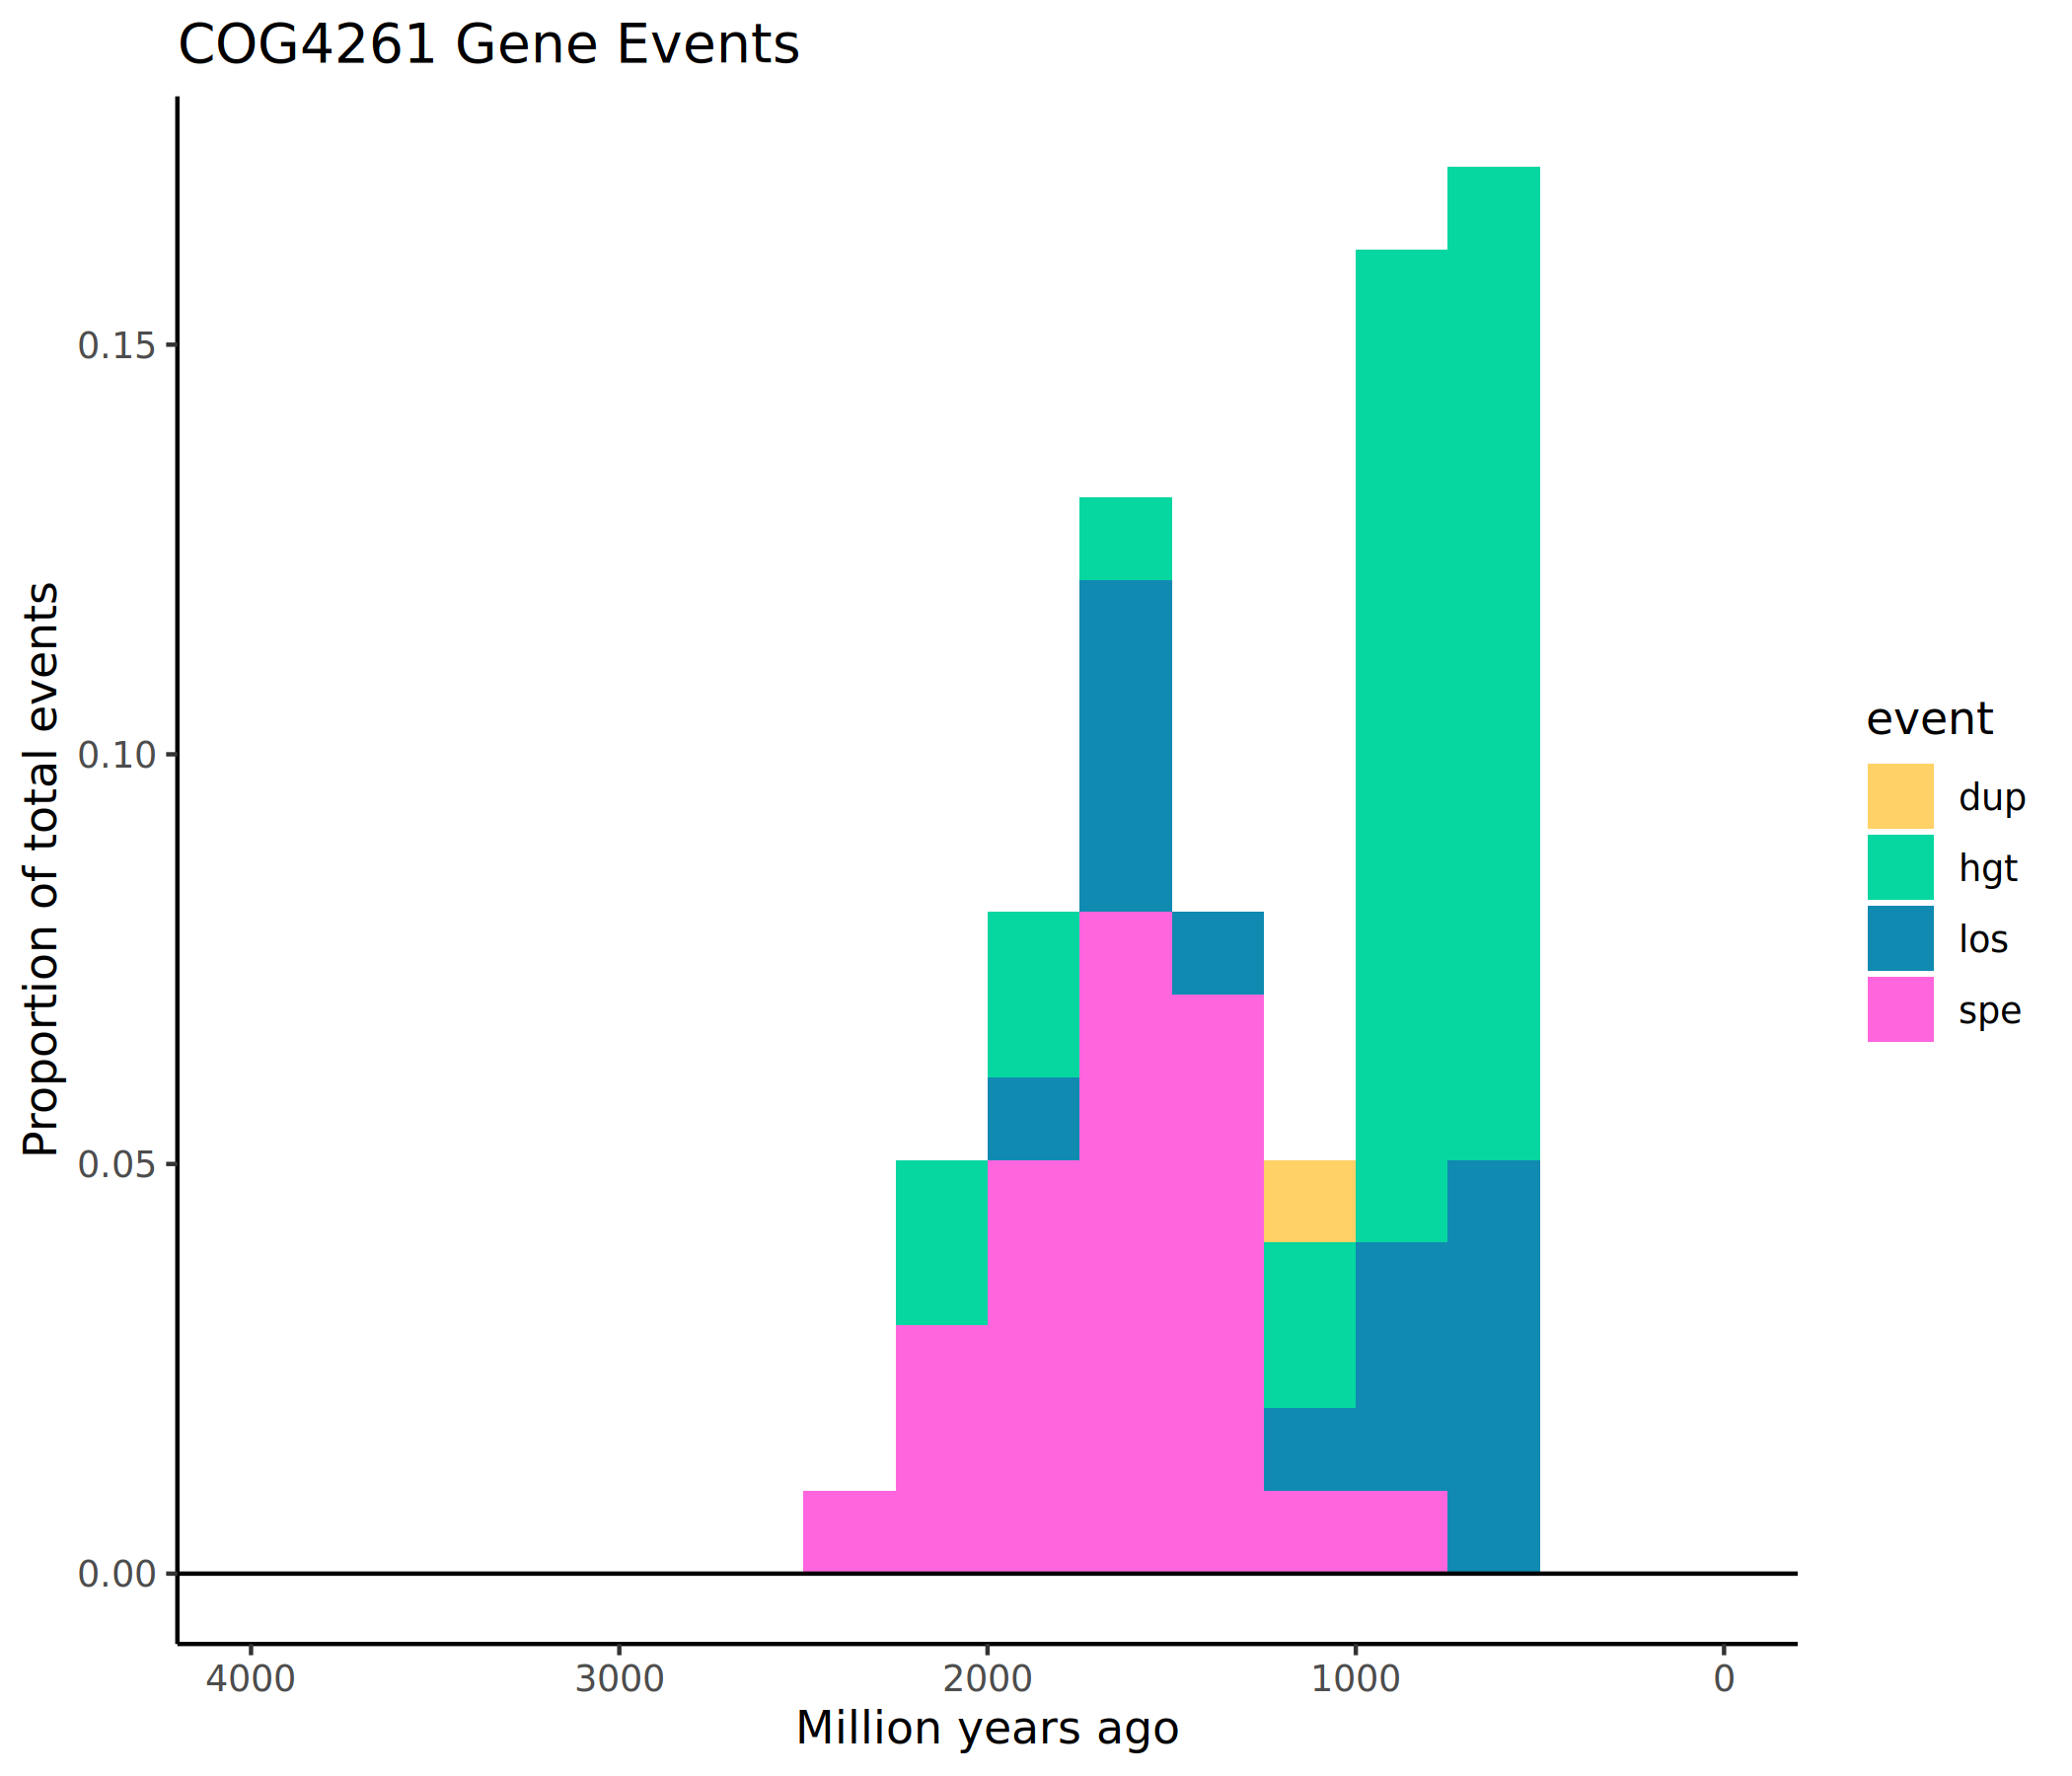 COG4261 Gene Events
Proportion of total events
0.15
0.10
0.05
0.00
4000 3000 2000 1000 0
Million years ago
event
dup
hgt
los
spe